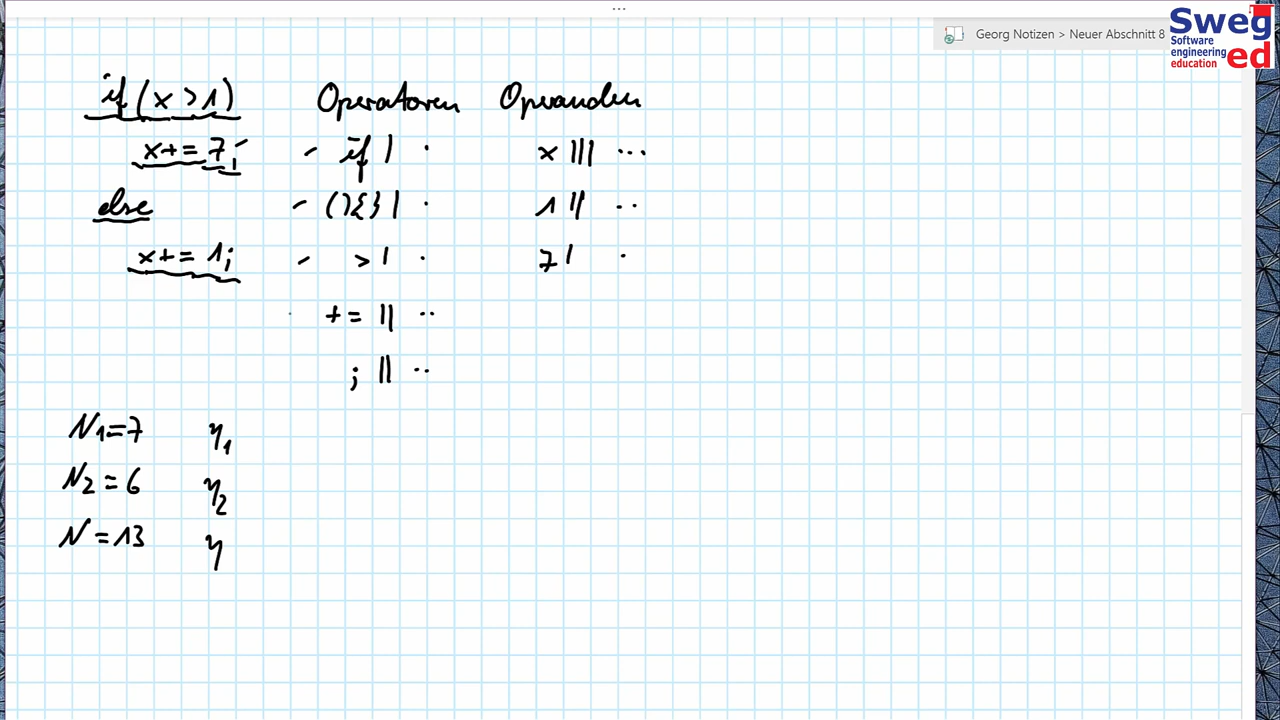 Georg Notizen > Neuer Abschnitt 8
Sweg
Software
engineering
education
ed
if (x > 1) Operatoren Operanden
x += 7; - if | · x ||| ···
else - (){} | · 1 || ··
x += 1; - > | · 7 | ·
+= || ··
; || ··
N1 = 7 η1
N2 = 6 η2
N = 13 η